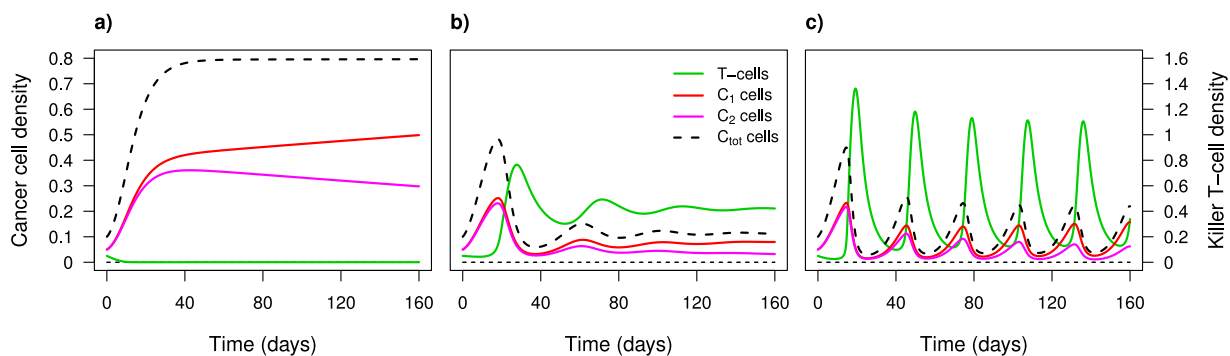 a)
b)
c)
Cancer cell density
0.8
0.7
0.6
0.5
0.4
0.3
0.2
0.1
0
0 40 80 120 160
Time (days)
T−cells
C₁ cells
C₂ cells
Cₜₒₜ cells
0 40 80 120 160
Time (days)
0 40 80 120 160
Time (days)
1.6
1.4
1.2
1
0.8
0.6
0.4
0.2
0
Killer T−cell density